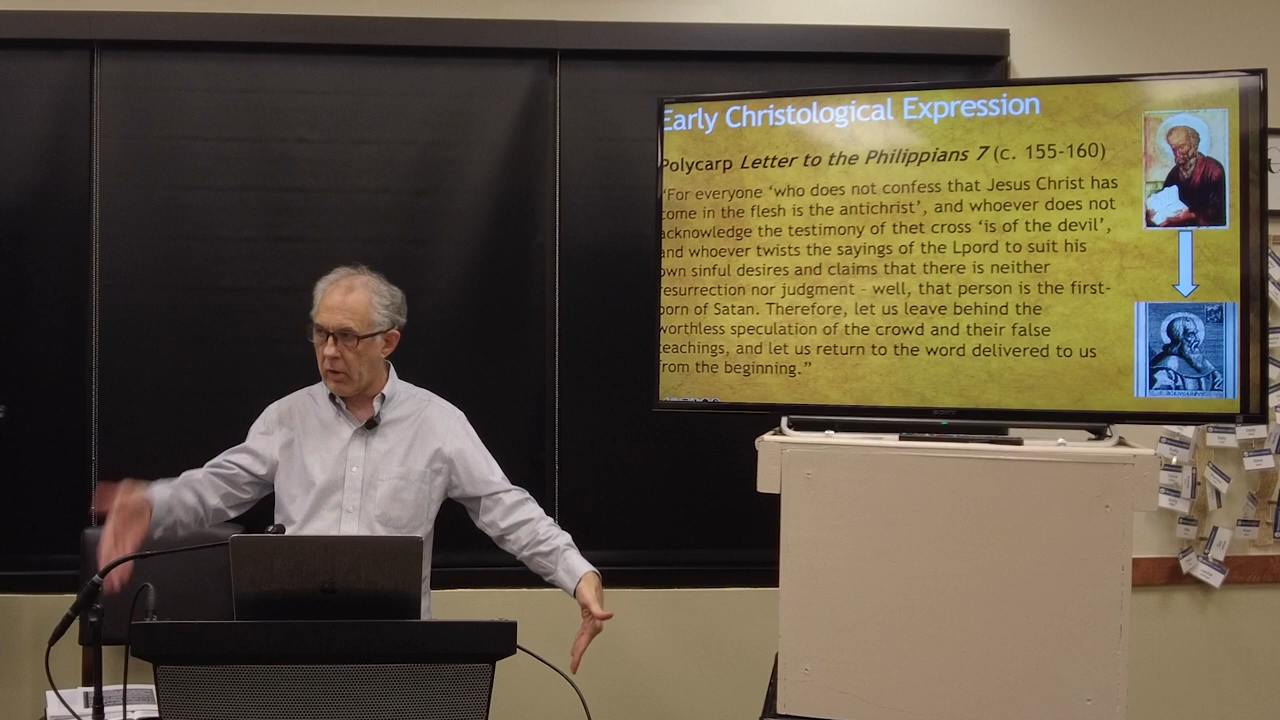 Early Christological Expression
Polycarp Letter to the Philippians 7 (c. 155-160)
“For everyone ‘who does not confess that Jesus Christ has
come in the flesh is the antichrist’, and whoever does not
acknowledge the testimony of thet cross ‘is of the devil’,
and whoever twists the sayings of the Lpord to suit his
own sinful desires and claims that there is neither
resurrection nor judgment – well, that person is the first-
born of Satan. Therefore, let us leave behind the
worthless speculation of the crowd and their false
teachings, and let us return to the word delivered to us
from the beginning.”
SONY